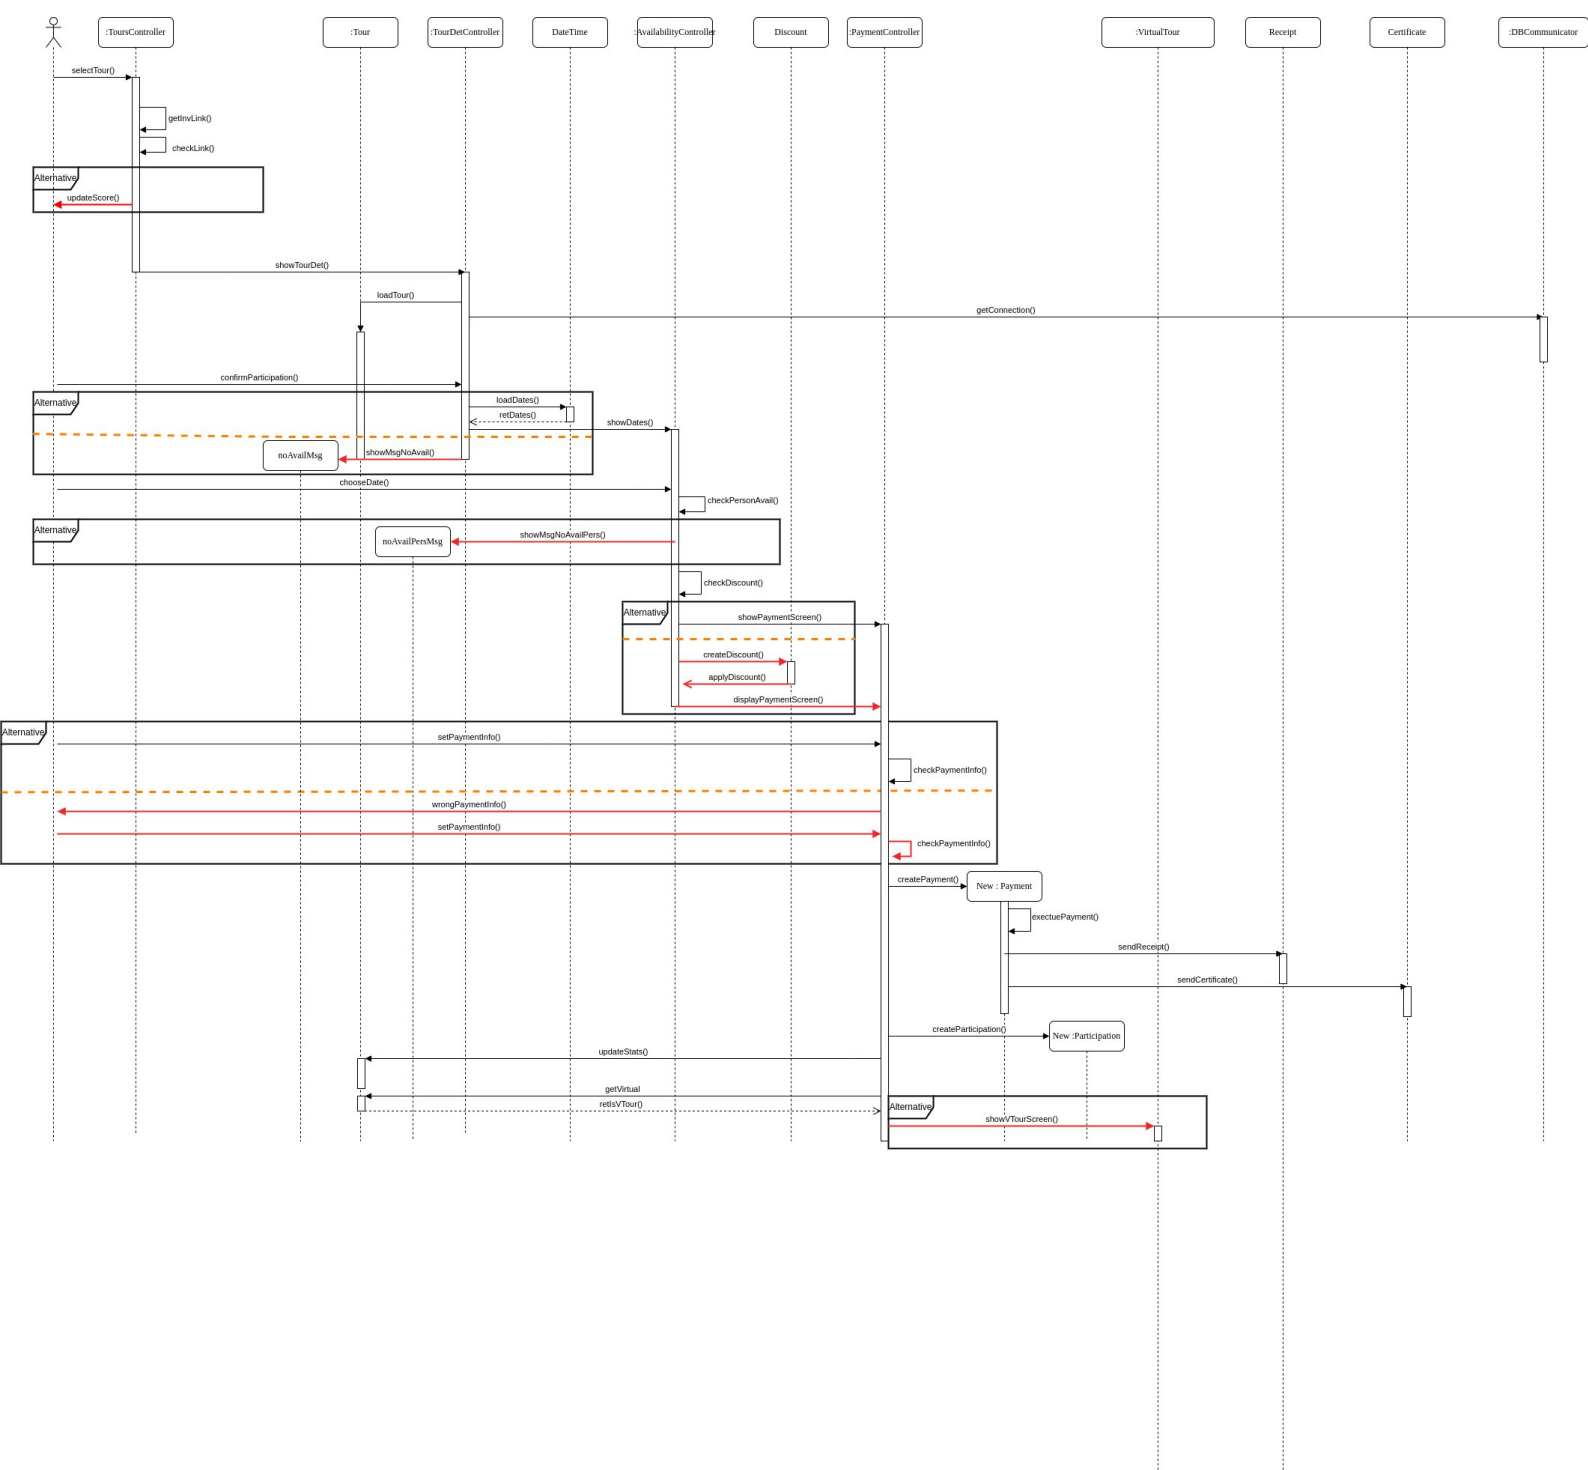 :ToursController
:Tour
:TourDetController
DateTime
:AvailabilityController
Discount
:PaymentController
:VirtualTour
Receipt
Certificate
:DBCommunicator
selectTour()
getInvLink()
checkLink()
Alternative
updateScore()
showTourDet()
loadTour()
getConnection()
confirmParticipation()
Alternative
loadDates()
retDates()
showDates()
showMsgNoAvail()
noAvailMsg
chooseDate()
checkPersonAvail()
Alternative
showMsgNoAvailPers()
noAvailPersMsg
checkDiscount()
Alternative
showPaymentScreen()
createDiscount()
applyDiscount()
displayPaymentScreen()
Alternative
setPaymentInfo()
checkPaymentInfo()
wrongPaymentInfo()
setPaymentInfo()
checkPaymentInfo()
createPayment()
New : Payment
exectuePayment()
sendReceipt()
sendCertificate()
createParticipation()
New :Participation
updateStats()
getVirtual
retIsVTour()
Alternative
showVTourScreen()